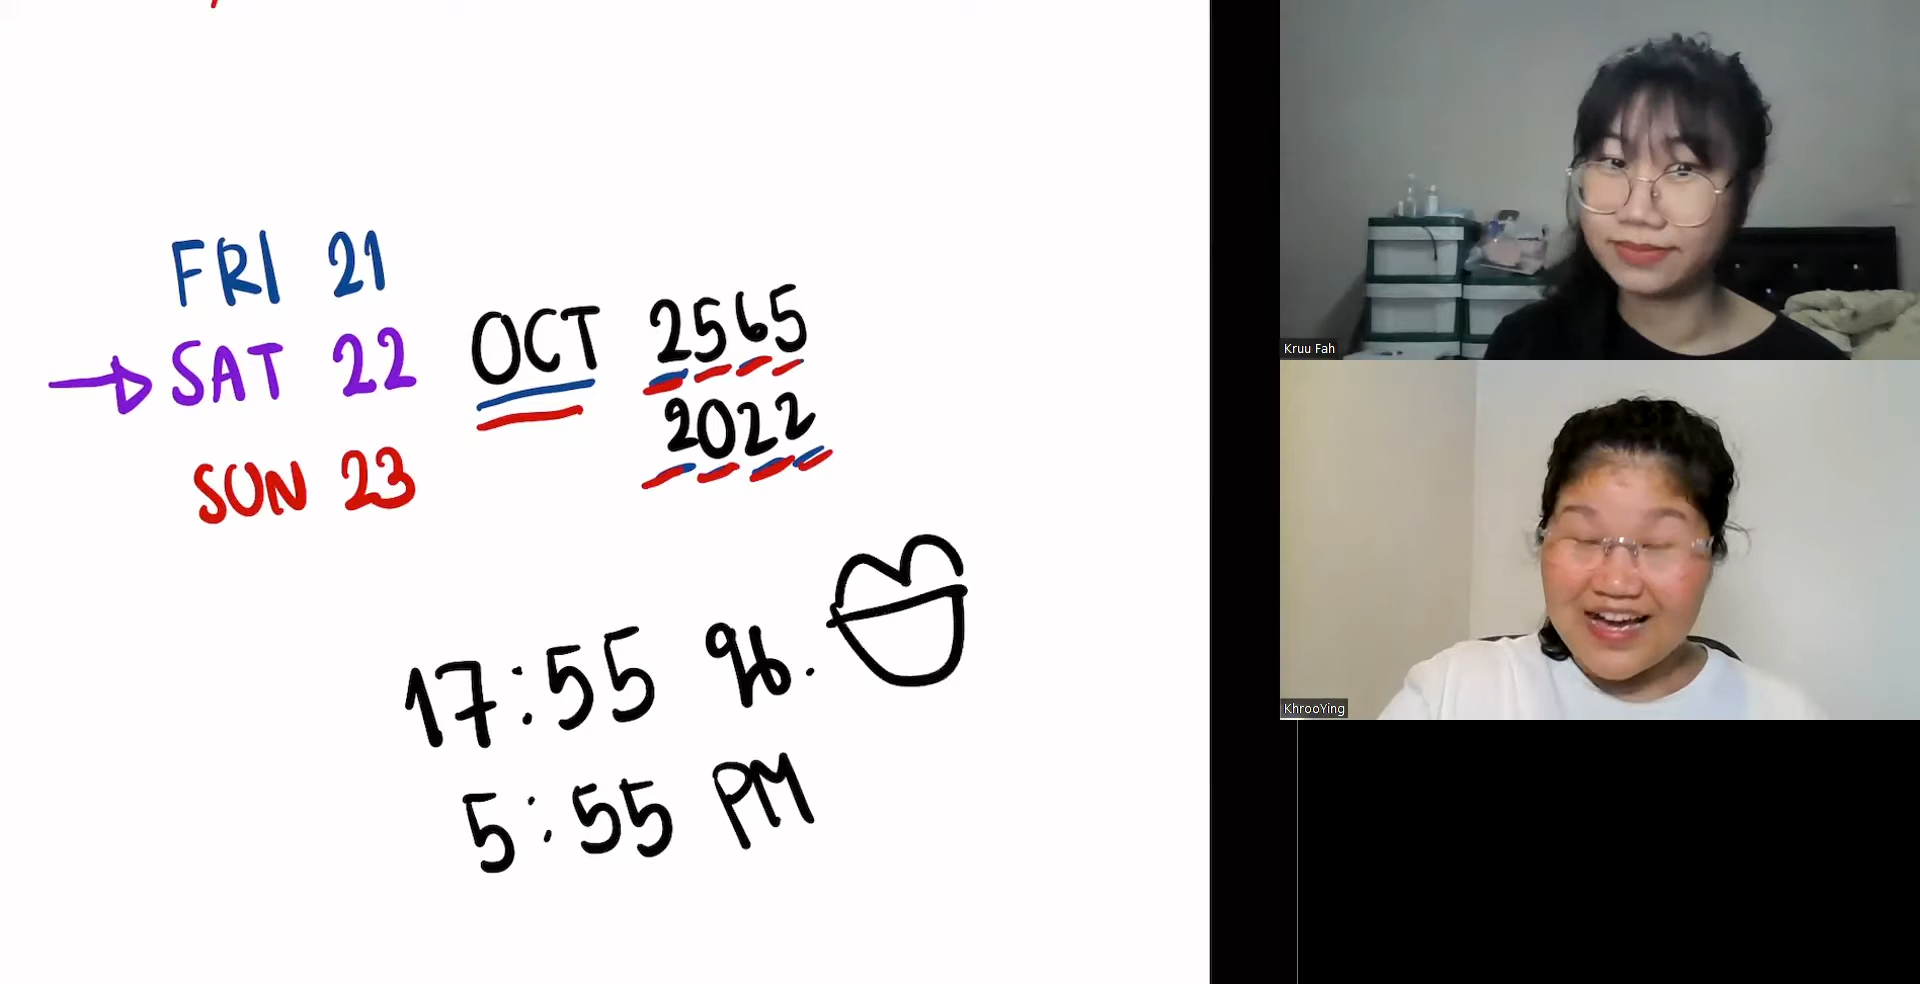 FRI 21
SAT 22 OCT 2565
2022
SUN 23
17:55 น.
5:55 PM
Kruu Fah
KhrooYing